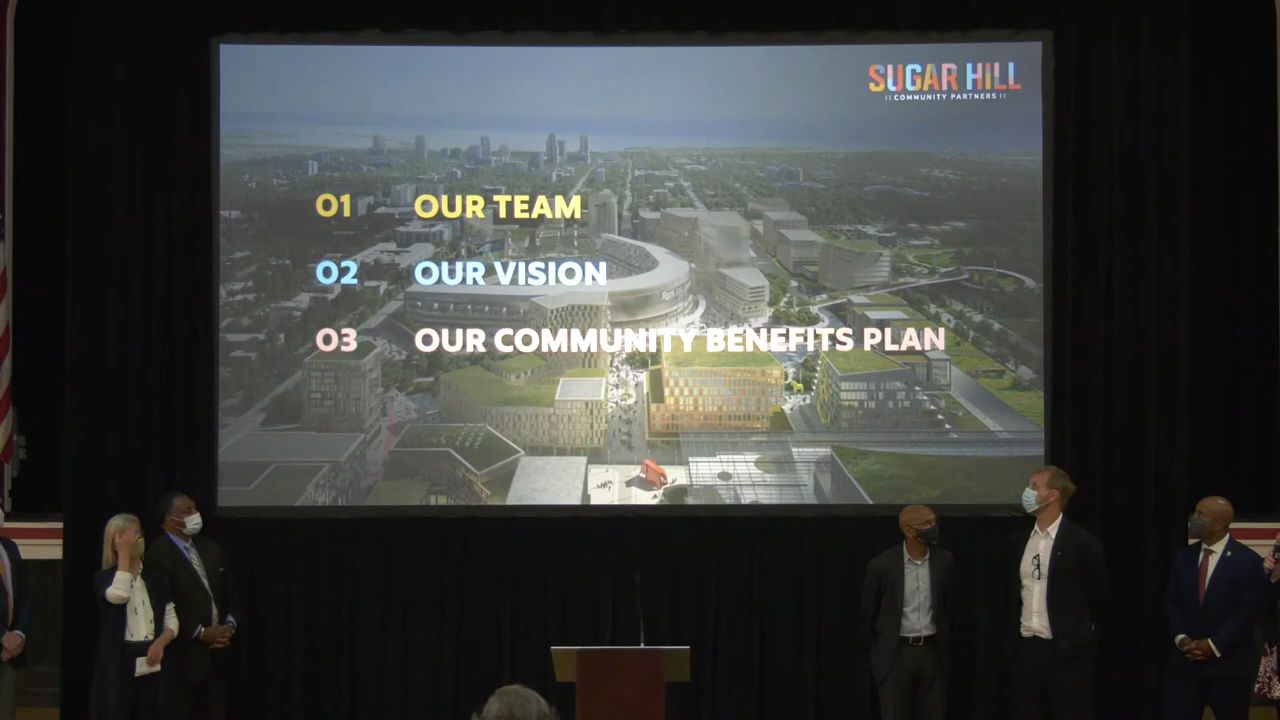 SUGAR HILL
COMMUNITY PARTNERS
01 OUR TEAM
02 OUR VISION
03 OUR COMMUNITY BENEFITS PLAN